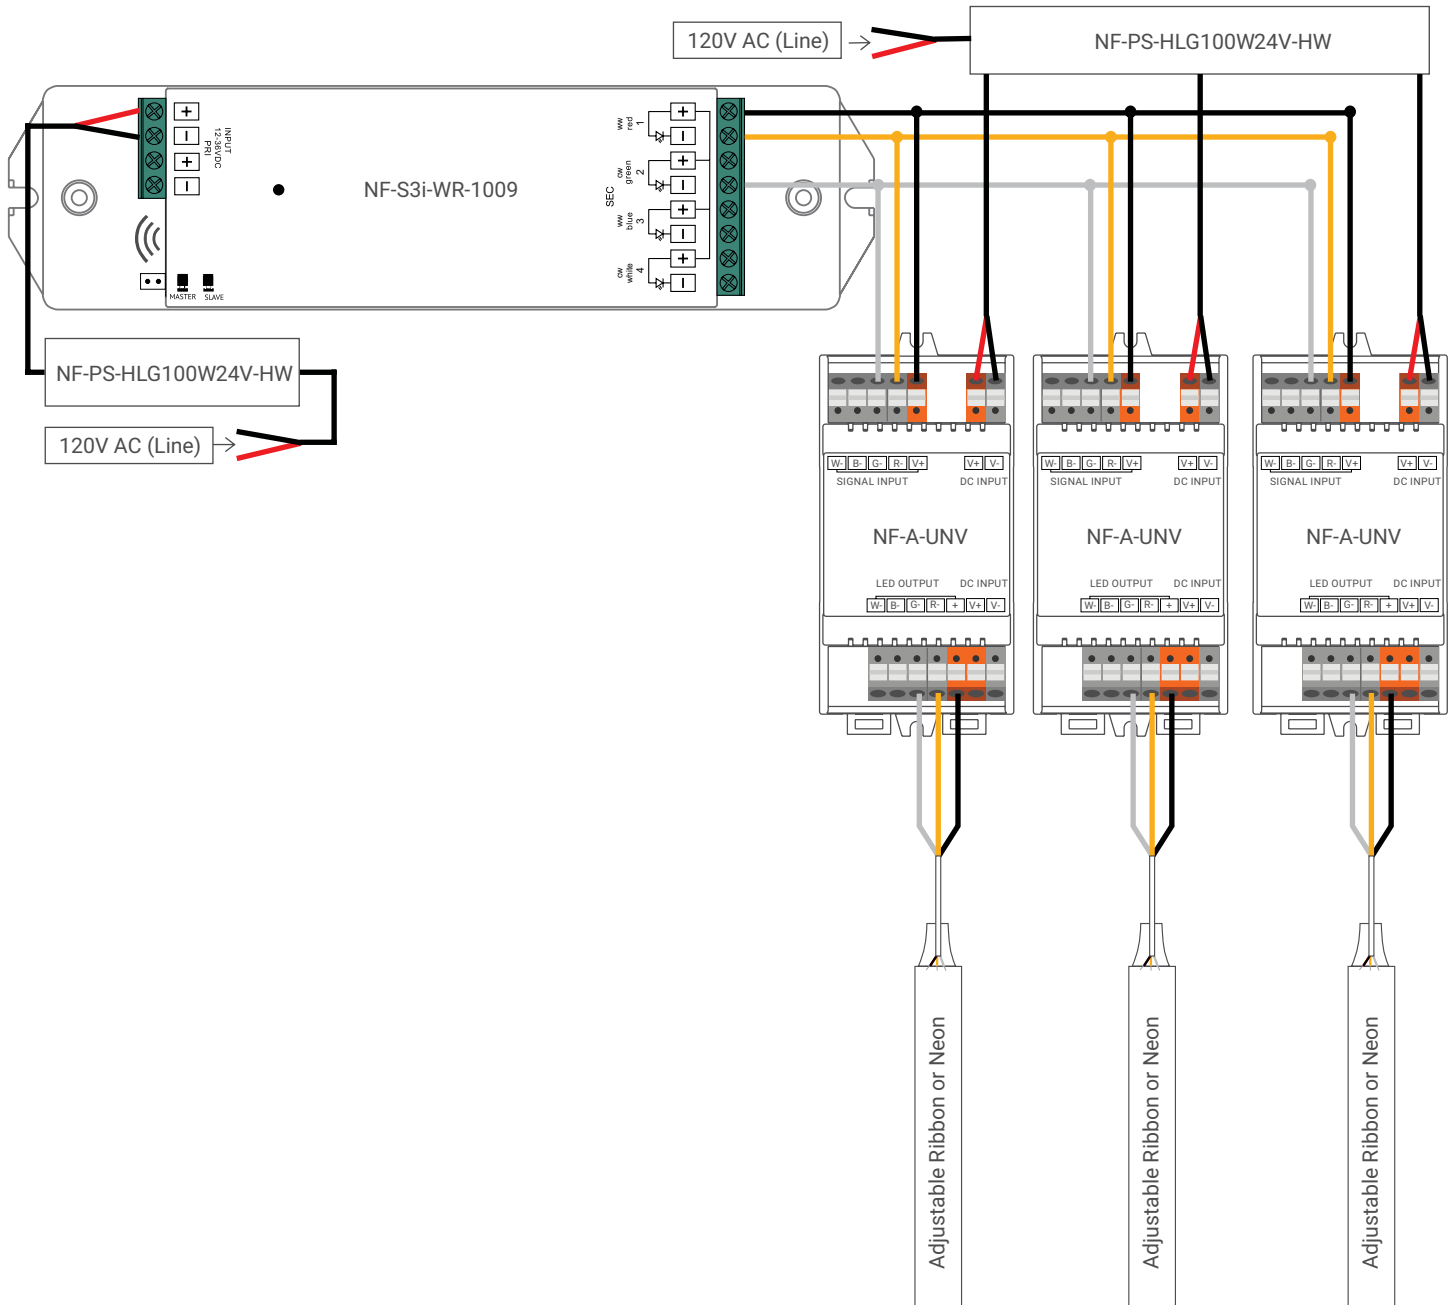 120V AC (Line)
NF-PS-HLG100W24V-HW
+
−
+
−
INPUT
12-36VDC
PRI
NF-S3i-WR-1009
SEC
ww
red
1
+
−
cw
green
2
+
−
ww
blue
3
+
−
cw
white
4
+
−
MASTER SLAVE
NF-PS-HLG100W24V-HW
120V AC (Line)
W- B- G- R- V+ V+ V-
SIGNAL INPUT DC INPUT
NF-A-UNV
LED OUTPUT DC INPUT
W- B- G- R- + V+ V-
W- B- G- R- V+ V+ V-
SIGNAL INPUT DC INPUT
NF-A-UNV
LED OUTPUT DC INPUT
W- B- G- R- + V+ V-
W- B- G- R- V+ V+ V-
SIGNAL INPUT DC INPUT
NF-A-UNV
LED OUTPUT DC INPUT
W- B- G- R- + V+ V-
Adjustable Ribbon or Neon
Adjustable Ribbon or Neon
Adjustable Ribbon or Neon